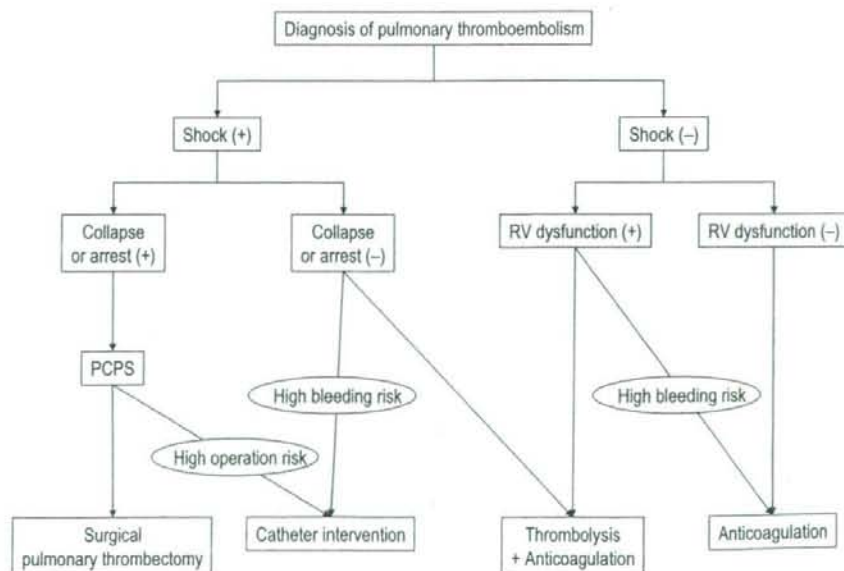 Diagnosis of pulmonary thromboembolism
Shock (+)
Shock (–)
Collapse
or arrest (+)
Collapse
or arrest (–)
RV dysfunction (+)
RV dysfunction (–)
PCPS
High bleeding risk
High bleeding risk
High operation risk
Surgical
pulmonary thrombectomy
Catheter intervention
Thrombolysis
+ Anticoagulation
Anticoagulation